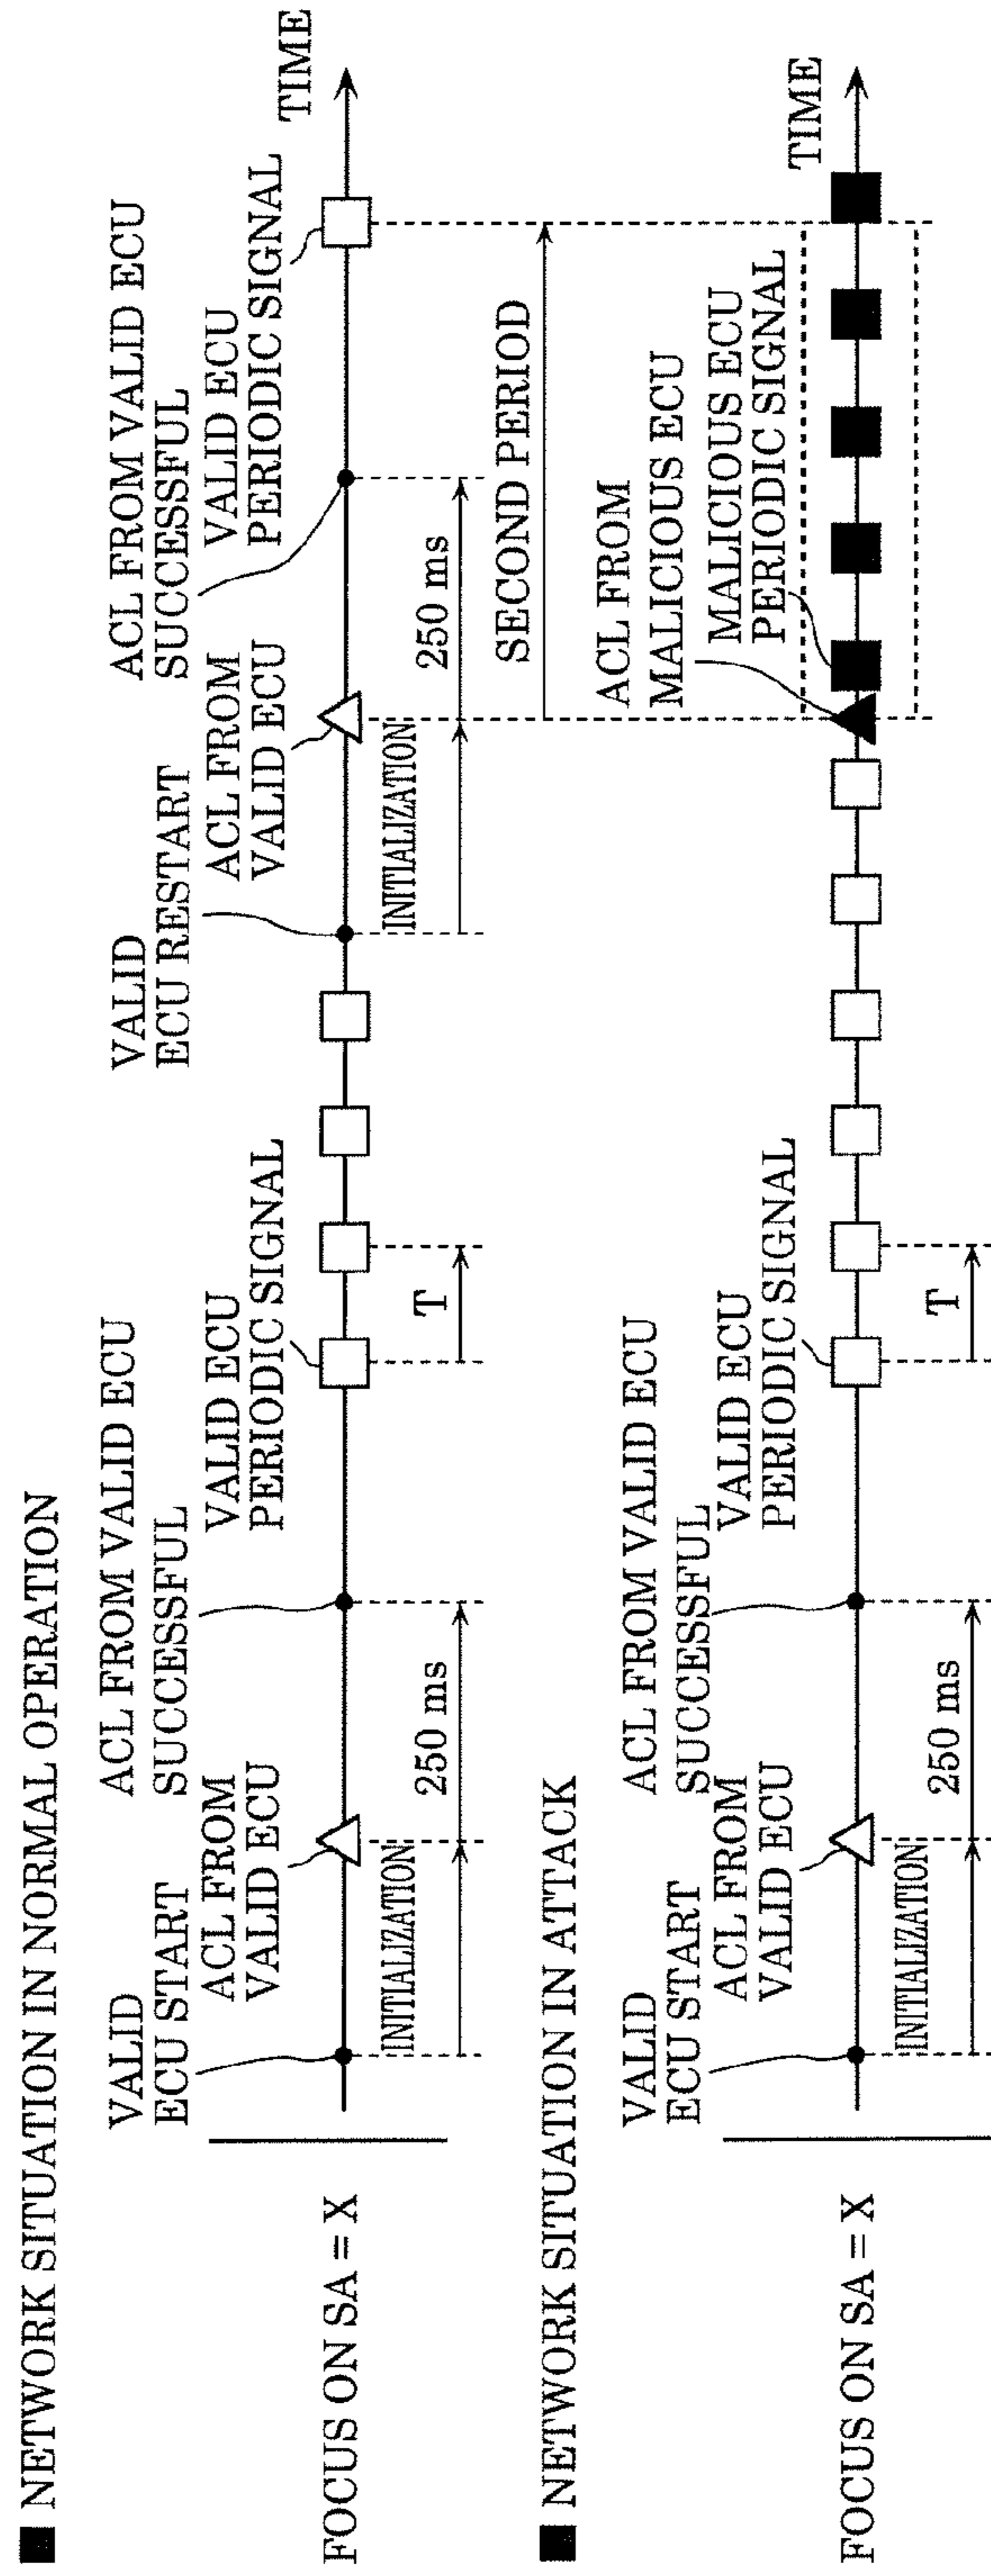 ■ NETWORK SITUATION IN NORMAL OPERATION
FOCUS ON SA = X
VALID
ECU START
ACL FROM
VALID ECU
INITIALIZATION
250 ms
ACL FROM VALID ECU
SUCCESSFUL
VALID ECU
PERIODIC SIGNAL
T
VALID
ECU RESTART
ACL FROM
VALID ECU
INITIALIZATION
250 ms
ACL FROM VALID ECU
SUCCESSFUL
VALID ECU
PERIODIC SIGNAL
TIME
SECOND PERIOD
■ NETWORK SITUATION IN ATTACK
FOCUS ON SA = X
VALID
ECU START
ACL FROM
VALID ECU
INITIALIZATION
250 ms
ACL FROM VALID ECU
SUCCESSFUL
VALID ECU
PERIODIC SIGNAL
T
ACL FROM
MALICIOUS ECU
MALICIOUS ECU
PERIODIC SIGNAL
TIME